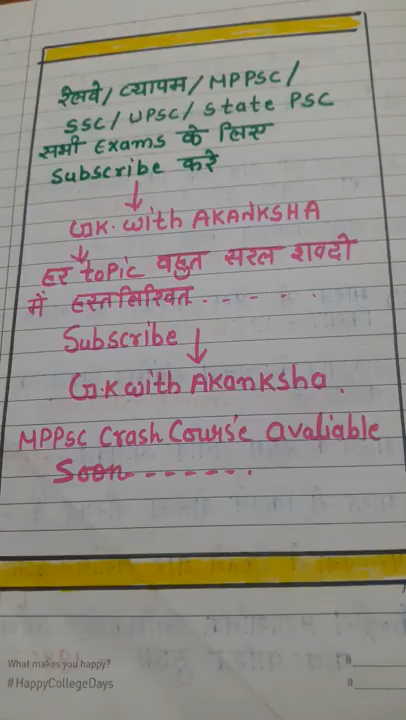 रेलवे/व्यापम/MPPSC/
SSC/UPSC/State PSC
सभी Exams के लिए
Subscribe करे
↓
G.K. with AKANKSHA
↓
हर topic बहुत सरल शब्दों
में हस्तलिखित . - - - - .
Subscribe ↓
G.K with AKanksha .
MPPSC Crash Course avaliable
Soon - - - - - - .
What makes you happy?
#HappyCollegeDays
#
#